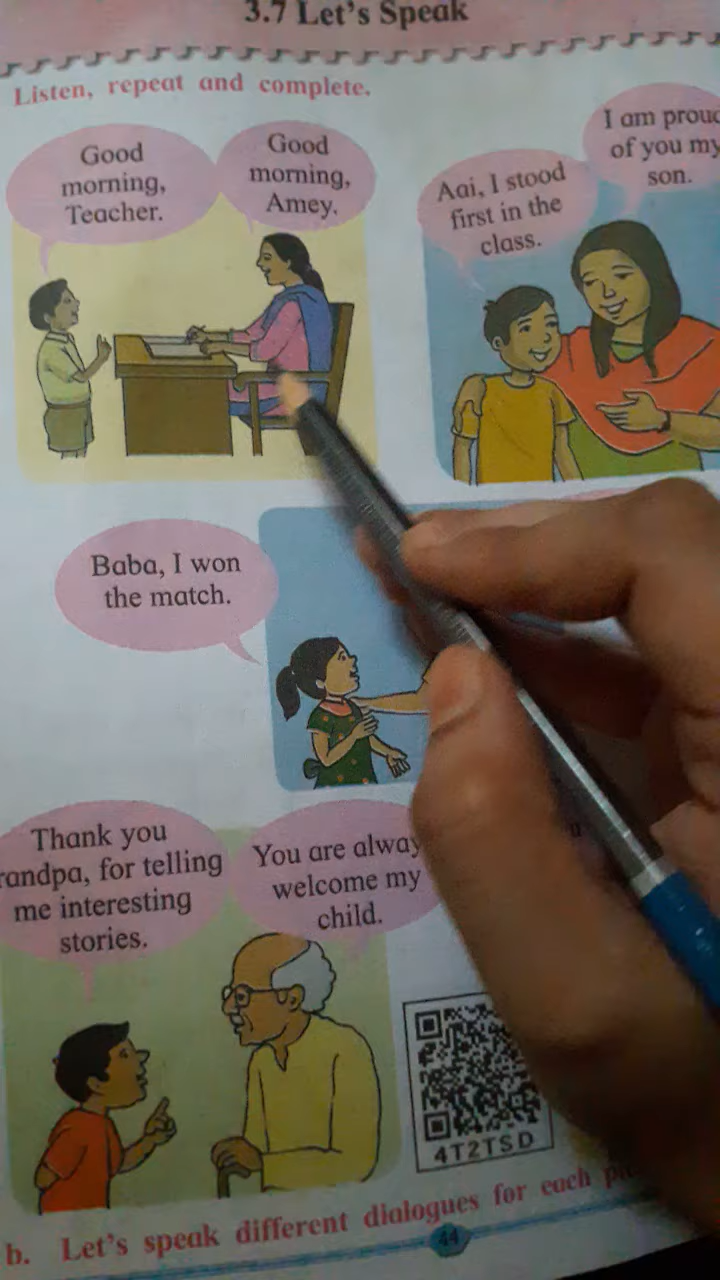 3.7 Let's Speak
Listen, repeat and complete.
Good
morning,
Teacher.
Good
morning,
Amey.
Aai, I stood
first in the
class.
I am
of you my
son.
Baba, I won
the match.
Thank you
for telling
me interesting
stories.
You are
welcome my
child.
4T2TSD
b. Let's speak different dialogues for each
44